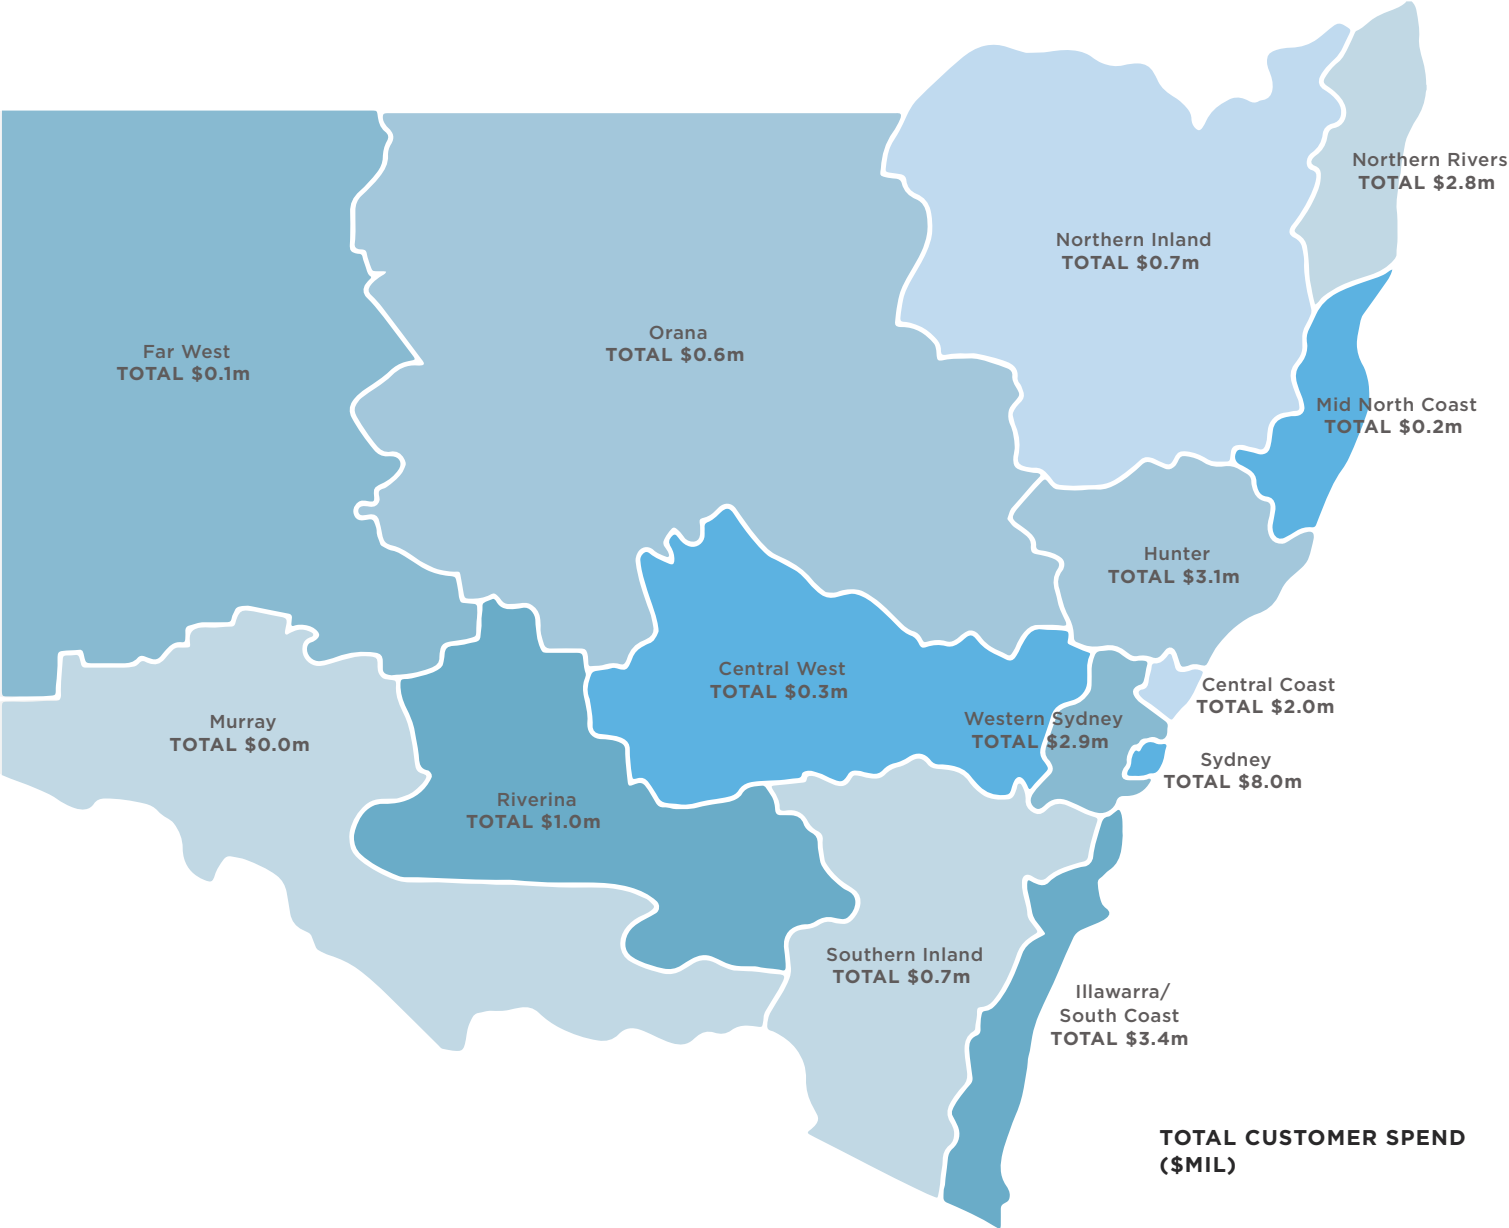 Northern Rivers
TOTAL $2.8m
Northern Inland
TOTAL $0.7m
Orana
TOTAL $0.6m
Far West
TOTAL $0.1m
Mid North Coast
TOTAL $0.2m
Hunter
TOTAL $3.1m
Central West
TOTAL $0.3m
Central Coast
TOTAL $2.0m
Western Sydney
TOTAL $2.9m
Murray
TOTAL $0.0m
Sydney
TOTAL $8.0m
Riverina
TOTAL $1.0m
Southern Inland
TOTAL $0.7m
Illawarra/
South Coast
TOTAL $3.4m
TOTAL CUSTOMER SPEND
($MIL)